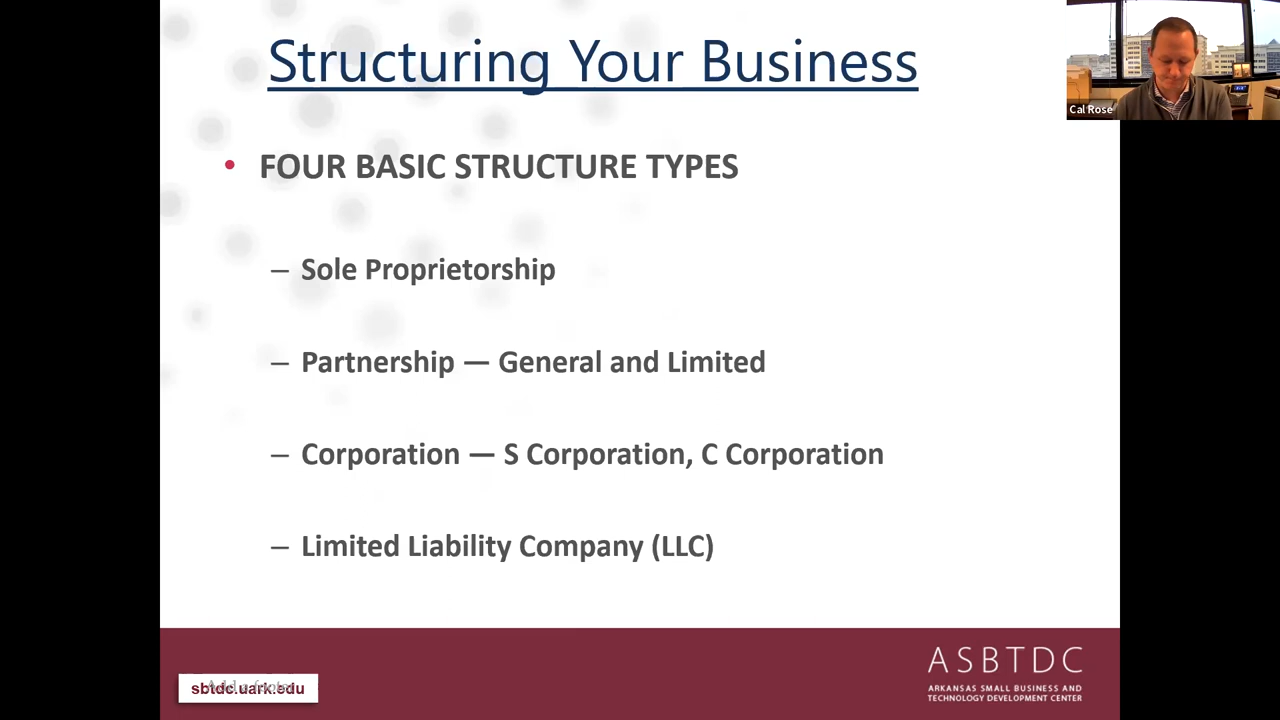 Structuring Your Business
Cal Rose
• FOUR BASIC STRUCTURE TYPES
– Sole Proprietorship
– Partnership — General and Limited
– Corporation — S Corporation, C Corporation
– Limited Liability Company (LLC)
sbtdc.uark.edu
ASBTDC
ARKANSAS SMALL BUSINESS AND
TECHNOLOGY DEVELOPMENT CENTER